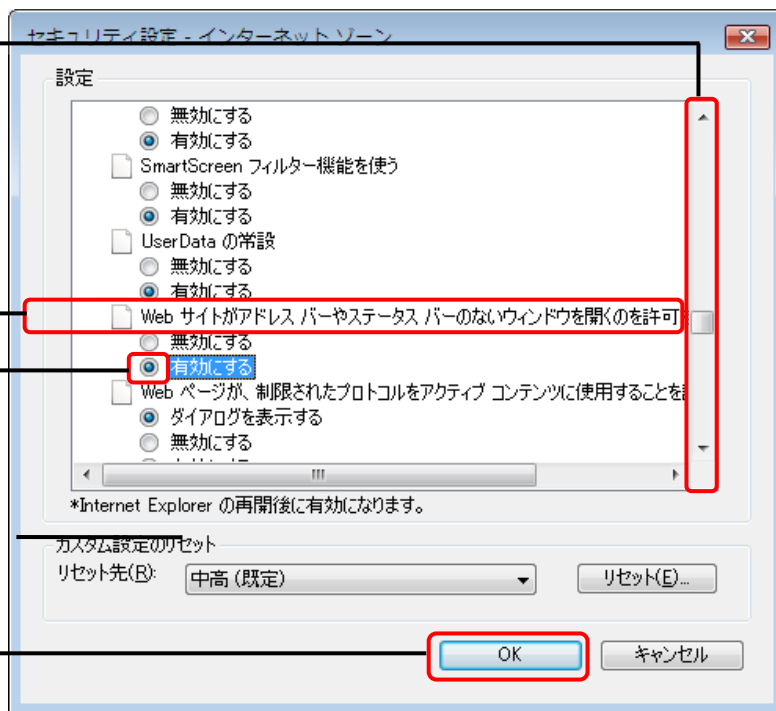 セキュリティ設定 - インターネット ゾーン
設定
無効にする
有効にする
SmartScreen フィルター機能を使う
無効にする
有効にする
UserData の常設
無効にする
有効にする
Web サイトがアドレス バーやステータス バーのないウィンドウを開くのを許可
無効にする
有効にする
Web ページが、制限されたプロトコルをアクティブ コンテンツに使用することを
ダイアログを表示する
無効にする
*Internet Explorer の再開後に有効になります。
カスタム設定のリセット
リセット先(R): 中高 (既定) リセット(E)...
OK キャンセル